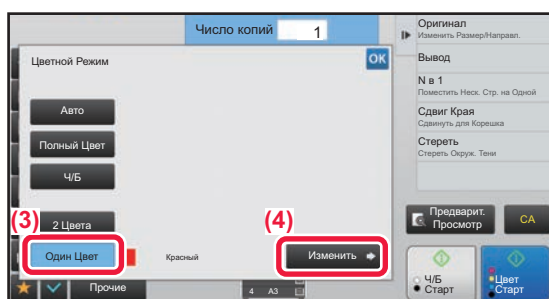 Число копий 1
Оригинал
Изменить Размер/Направл.
Цветной Режим
OK
Вывод
N в 1
Поместить Неск. Стр. на Одной
Авто
Сдвиг Края
Сдвинуть для Корешка
Полный Цвет
Стереть
Стереть Окруж. Тени
Ч/Б
(3)
2 Цвета
(4)
Предварит.
Просмотр
CA
Один Цвет
Красный
Изменить
Ч/Б
Старт
Цвет
Старт
Прочие
4 A3